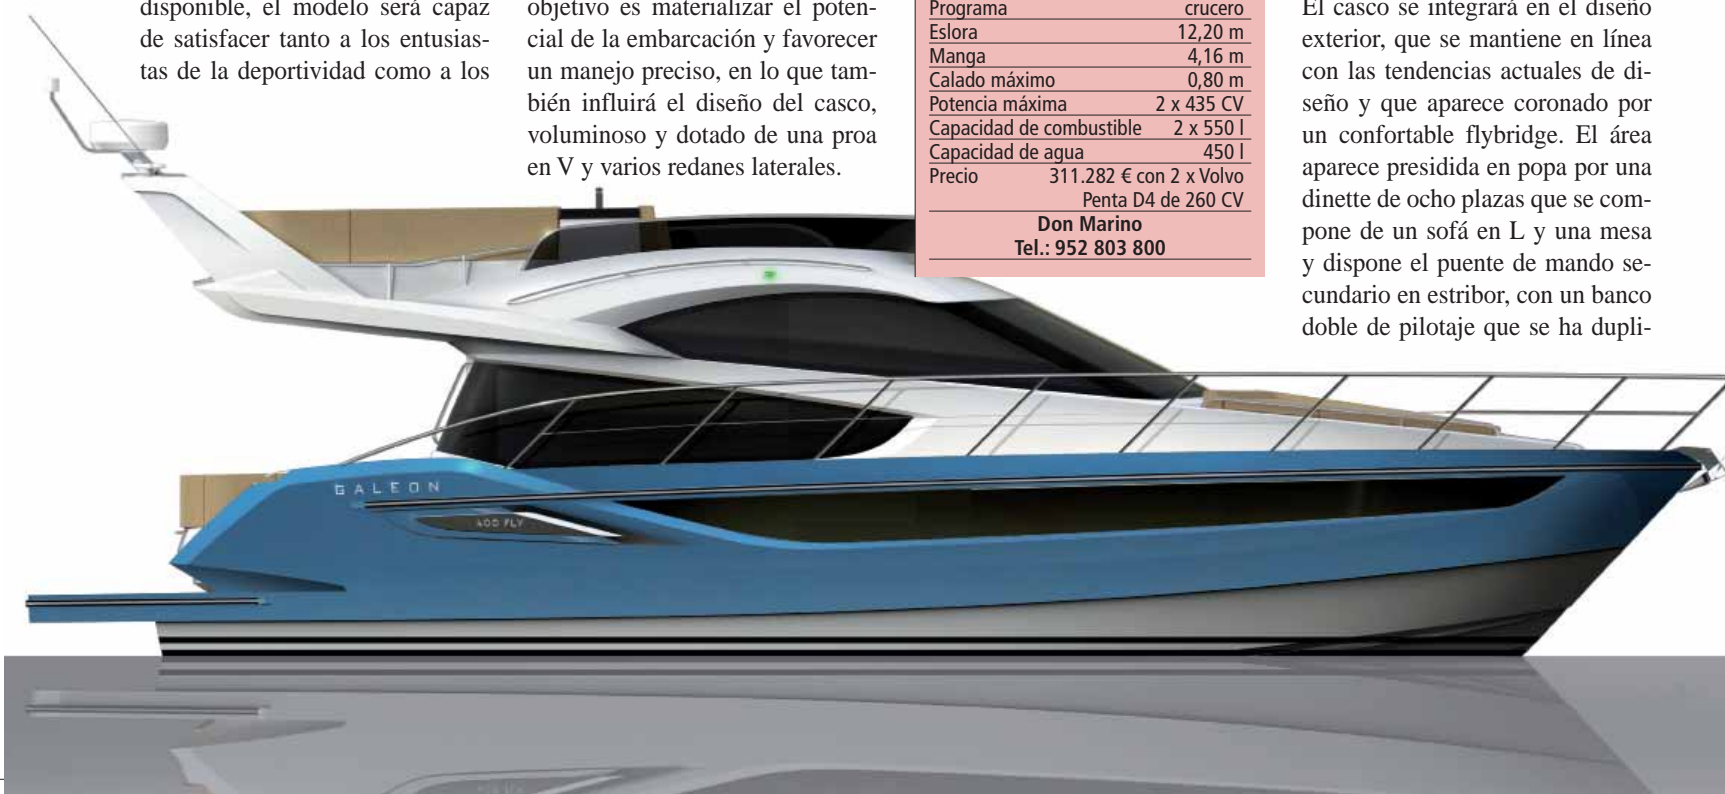 disponible, el modelo será capaz
de satisfacer tanto a los entusias-
tas de la deportividad como a los
objetivo es materializar el poten-
cial de la embarcación y favorecer
un manejo preciso, en lo que tam-
bién influirá el diseño del casco,
voluminoso y dotado de una proa
en V y varios redanes laterales.
Programa crucero
Eslora 12,20 m
Manga 4,16 m
Calado máximo 0,80 m
Potencia máxima 2 x 435 CV
Capacidad de combustible 2 x 550 l
Capacidad de agua 450 l
Precio 311.282 € con 2 x Volvo
Penta D4 de 260 CV
Don Marino
Tel.: 952 803 800
El casco se integrará en el diseño
exterior, que se mantiene en línea
con las tendencias actuales de di-
seño y que aparece coronado por
un confortable flybridge. El área
aparece presidida en popa por una
dinette de ocho plazas que se com-
pone de un sofá en L y una mesa
y dispone el puente de mando se-
cundario en estribor, con un banco
doble de pilotaje que se ha dupli-
GALEON
400 FLY